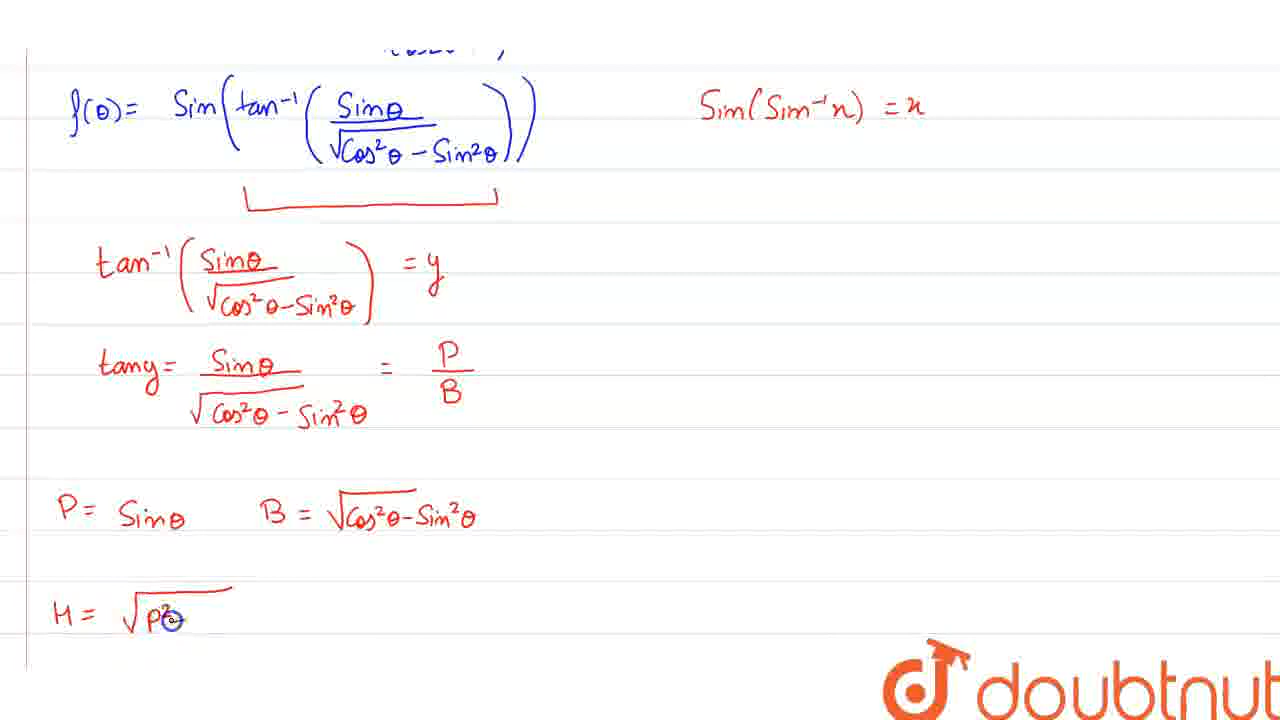 f(θ) = Sin(tan⁻¹(Sinθ/√Cos²θ − Sin²θ))
Sin(Sin⁻¹x) = x
tan⁻¹(Sinθ/√Cos²θ − Sin²θ) = y
tany = Sinθ/√Cos²θ − Sin²θ = P/B
P = Sinθ B = √Cos²θ − Sin²θ
H = √P²
doubtnut